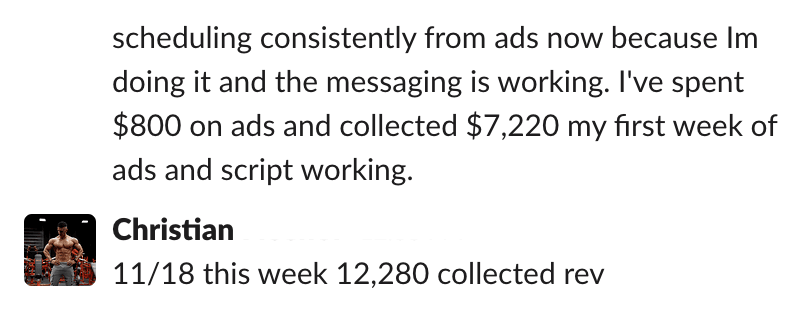 scheduling consistently from ads now because Im
doing it and the messaging is working. I've spent
$800 on ads and collected $7,220 my first week of
ads and script working.
Christian
11/18 this week 12,280 collected rev